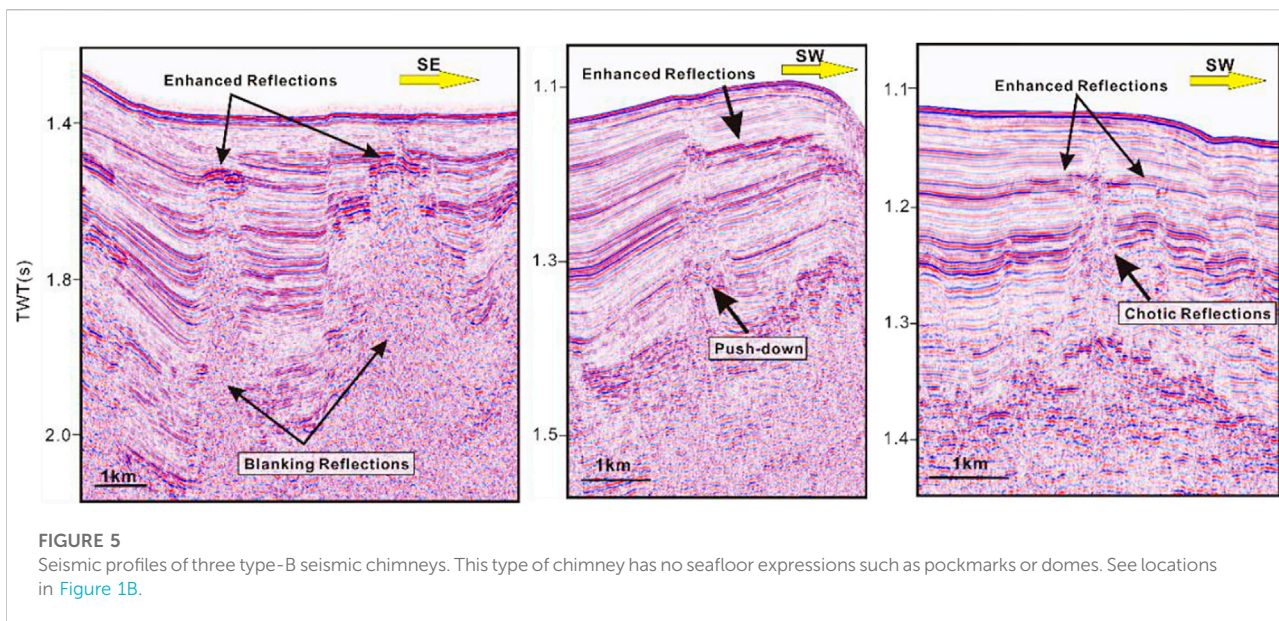 SE
Enhanced Reflections
1.4
1.8
TWT(s)
2.0
Blanking Reflections
1km
SW
Enhanced Reflections
1.1
1.3
Push-down
1.5
1km
SW
1.1
Enhanced Reflections
1.2
Chotic Reflections
1.3
1.4
1km
FIGURE 5
Seismic profiles of three type-B seismic chimneys. This type of chimney has no seafloor expressions such as pockmarks or domes. See locations
in Figure 1B.